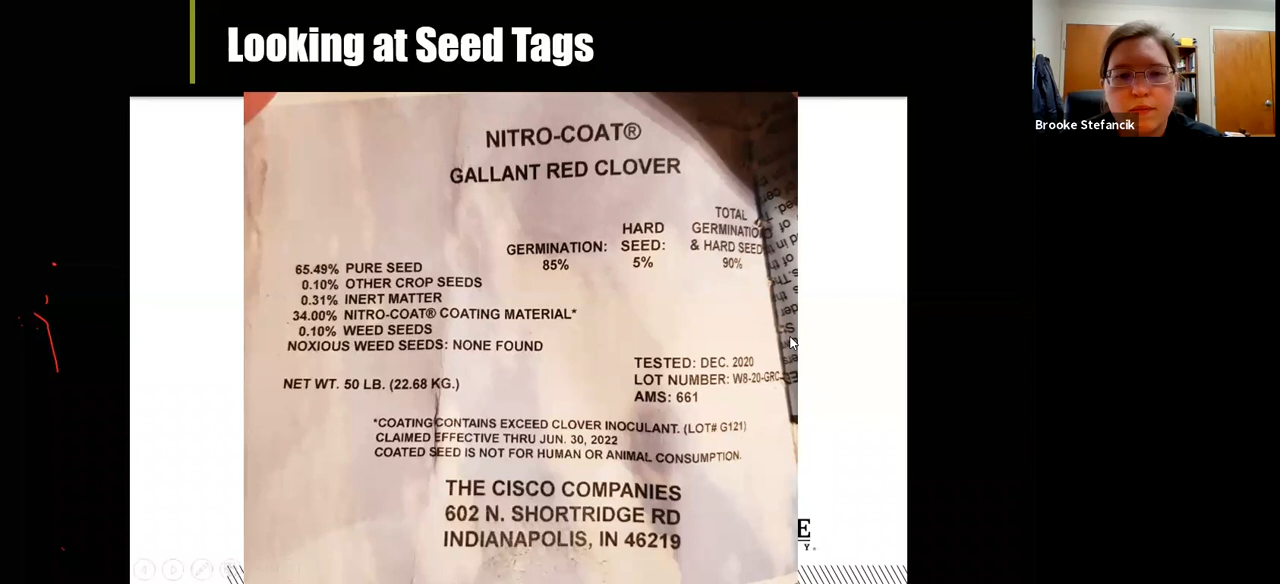 Looking at Seed Tags
Brooke Stefancik
NITRO-COAT®
GALLANT RED CLOVER
GERMINATION:
85%
HARD
SEED:
5%
TOTAL
GERMINATIO
& HARD SEED
90%
65.49% PURE SEED
0.10% OTHER CROP SEEDS
0.31% INERT MATTER
34.00% NITRO-COAT® COATING MATERIAL*
0.10% WEED SEEDS
NOXIOUS WEED SEEDS: NONE FOUND
NET WT. 50 LB. (22.68 KG.)
TESTED: DEC. 2020
LOT NUMBER: W8-20-GRC-
AMS: 661
*COATING CONTAINS EXCEED CLOVER INOCULANT. (LOT# G121)
CLAIMED EFFECTIVE THRU JUN. 30, 2022
COATED SEED IS NOT FOR HUMAN OR ANIMAL CONSUMPTION.
THE CISCO COMPANIES
602 N. SHORTRIDGE RD
INDIANAPOLIS, IN 46219
E
Y®